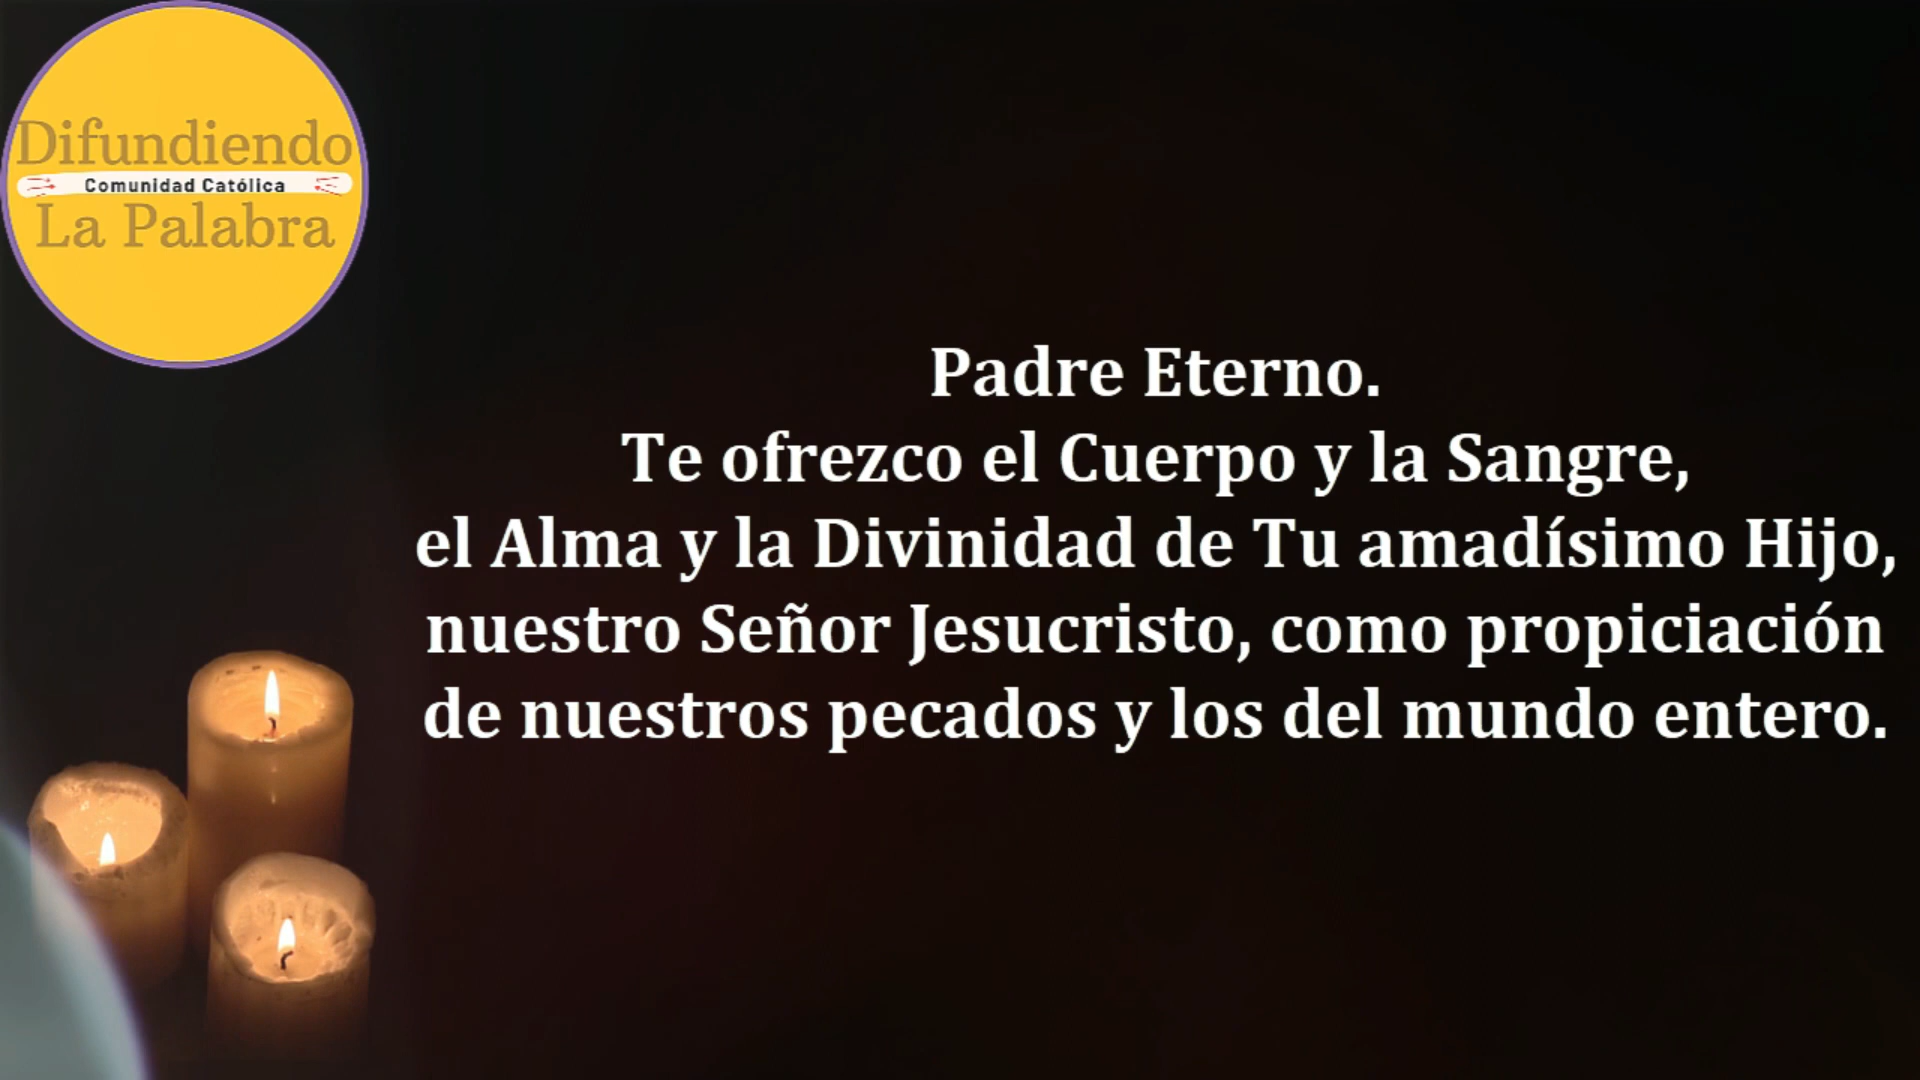 Difundiendo
Comunidad Católica
La Palabra
Padre Eterno.
Te ofrezco el Cuerpo y la Sangre,
el Alma y la Divinidad de Tu amadísimo Hijo,
nuestro Señor Jesucristo, como propiciación
de nuestros pecados y los del mundo entero.